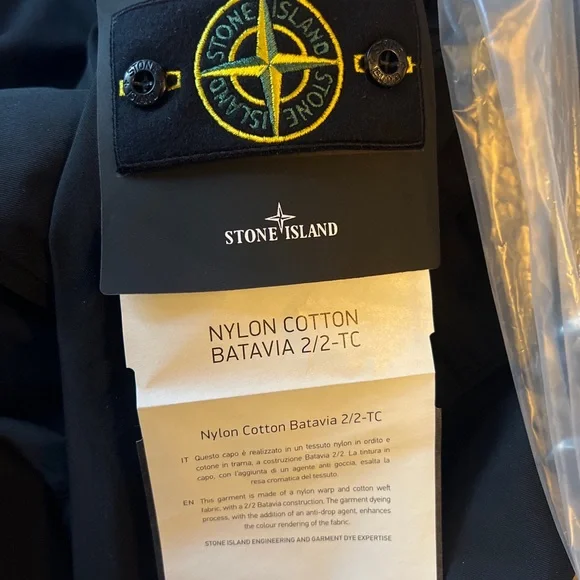 STONE ISLAND STONE ISLAND
STONE
STONE ISLAND
NYLON COTTON
BATAVIA 2/2-TC
Nylon Cotton Batavia 2/2-TC
IT Questo capo è realizzato in un tessuto nylon in ordito e
cotone in trama, a costruzione Batavia 2/2. La tintura in
capo, con l'aggiunta di un agente anti goccia, esalta la
resa cromatica del tessuto.
EN This garment is made of a nylon warp and cotton weft
fabric, with a 2/2 Batavia construction. The garment dyeing
process, with the addition of an anti-drop agent, enhances
the colour rendering of the fabric.
STONE ISLAND ENGINEERING AND GARMENT DYE EXPERTISE